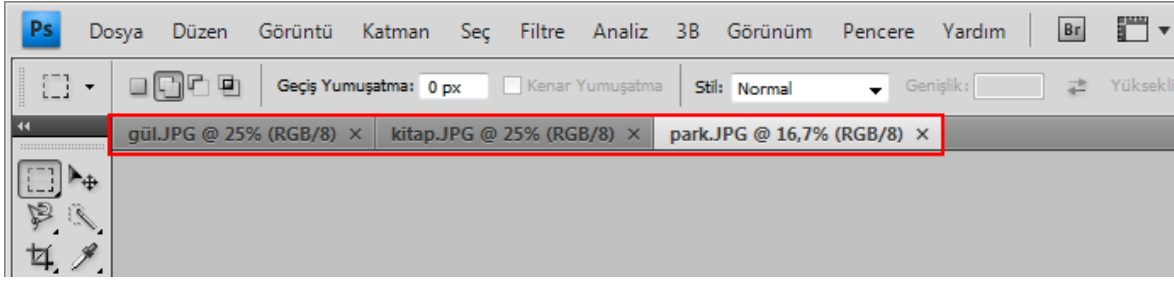 Ps Dosya Düzen Görüntü Katman Seç Filtre Analiz 3B Görünüm Pencere Yardım Br
Geçiş Yumuşatma: 0 px Kenar Yumuşatma Stil: Normal Genişlik: Yüksekli
gül.JPG @ 25% (RGB/8) × kitap.JPG @ 25% (RGB/8) × park.JPG @ 16,7% (RGB/8) ×